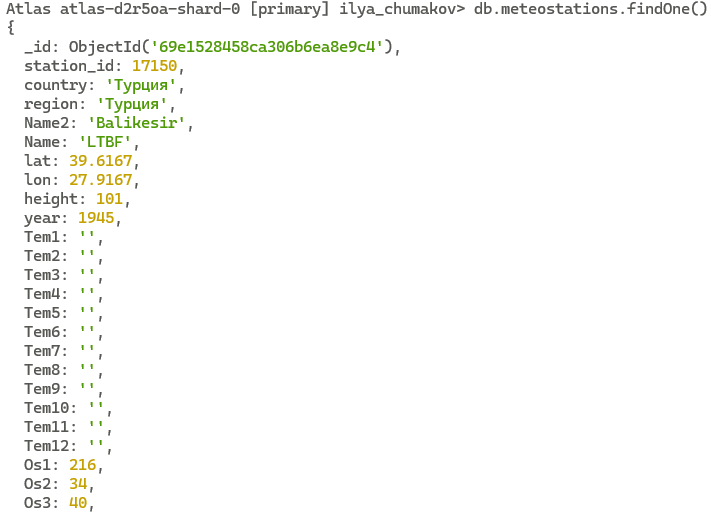 Atlas atlas-d2r5oa-shard-0 [primary] ilya_chumakov> db.meteostations.findOne()
{
  _id: ObjectId('69e1528458ca306b6ea8e9c4'),
  station_id: 17150,
  country: 'Турция',
  region: 'Турция',
  Name2: 'Balikesir',
  Name: 'LTBF',
  lat: 39.6167,
  lon: 27.9167,
  height: 101,
  year: 1945,
  Tem1: '',
  Tem2: '',
  Tem3: '',
  Tem4: '',
  Tem5: '',
  Tem6: '',
  Tem7: '',
  Tem8: '',
  Tem9: '',
  Tem10: '',
  Tem11: '',
  Tem12: '',
  Os1: 216,
  Os2: 34,
  Os3: 40,